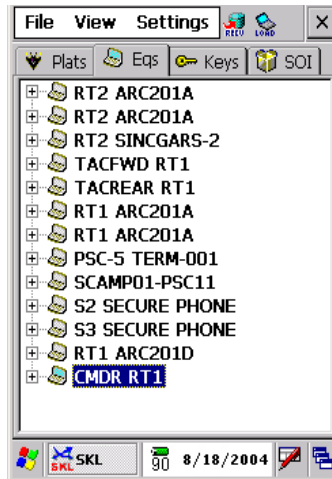 File View Settings RECV LOAD X
Plats Eqs Keys SOI
RT2 ARC201A
RT2 ARC201A
RT2 SINCGARS-2
TACFWD RT1
TACREAR RT1
RT1 ARC201A
RT1 ARC201A
PSC-5 TERM-001
SCAMP01-PSC11
S2 SECURE PHONE
S3 SECURE PHONE
RT1 ARC201D
CMDR RT1
SKL SKL 90 8/18/2004